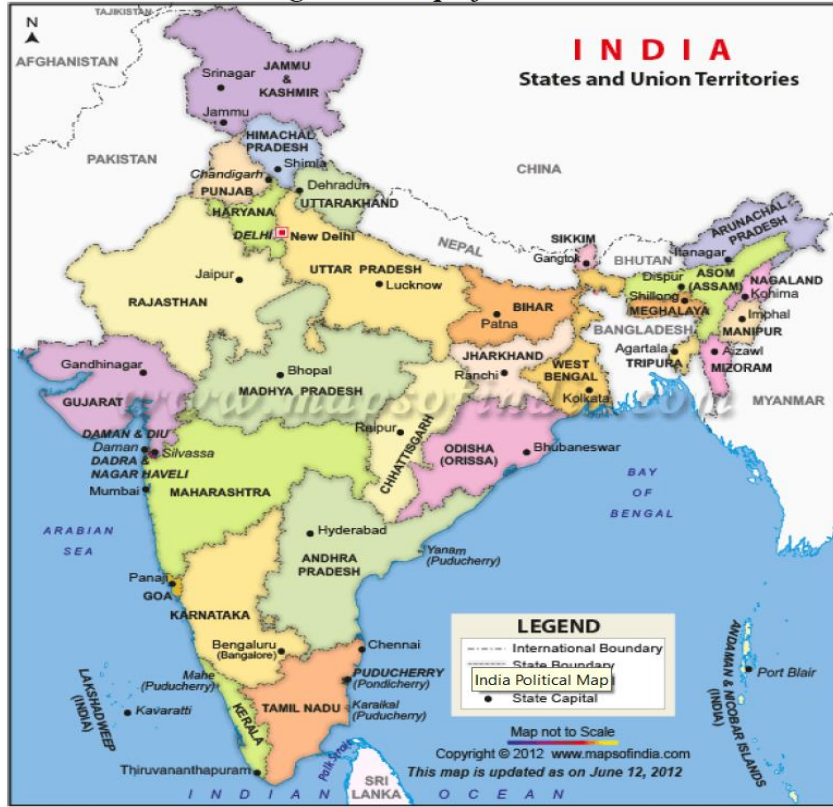 N
TAJIKISTAN
AFGHANISTAN
INDIA
States and Union Territories
JAMMU
&
KASHMIR
Srinagar
Jammu
HIMACHAL
PRADESH
PAKISTAN
Shimla
Chandigarh
PUNJAB
CHINA
Dehradun
UTTARAKHAND
HARYANA
DELHI
New Delhi
NEPAL
SIKKIM
Gangtok
BHUTAN
ARUNACHAL
PRADESH
Itanagar
Dispur
ASOM
(ASSAM)
NAGALAND
Kohima
Shillong
MEGHALAYA
Imphal
MANIPUR
Jaipur
RAJASTHAN
UTTAR PRADESH
Lucknow
BIHAR
Patna
BANGLADESH
Agartala
TRIPURA
Aizawl
MIZORAM
MYANMAR
Gandhinagar
GUJARAT
Bhopal
MADHYA PRADESH
JHARKHAND
Ranchi
WEST
BENGAL
Kolkata
www.mapsofindia.com
DAMAN & DIU
Daman
Silvassa
DADRA &
NAGAR HAVELI
Mumbai
MAHARASHTRA
Raipur
CHHATTISGARH
ODISHA
(ORISSA)
Bhubaneswar
BAY
OF
BENGAL
ARABIAN
SEA
Hyderabad
ANDHRA
PRADESH
Yanam
(Puducherry)
Panaji
GOA
KARNATAKA
Bengaluru
(Bangalore)
Chennai
Mahe
(Puducherry)
PUDUCHERRY
(Pondicherry)
TAMIL NADU
Karaikal
(Puducherry)
KERALA
LAKSHADWEEP
(INDIA)
Kavaratti
Thiruvananthapuram
Palk Strait
SRI
LANKA
INDIAN OCEAN
ANDAMAN & NICOBAR ISLANDS
(INDIA)
Port Blair
LEGEND
International Boundary
State Boundary
India Political Map
State Capital
Map not to Scale
Copyright © 2012 www.mapsofindia.com
This map is updated as on June 12, 2012